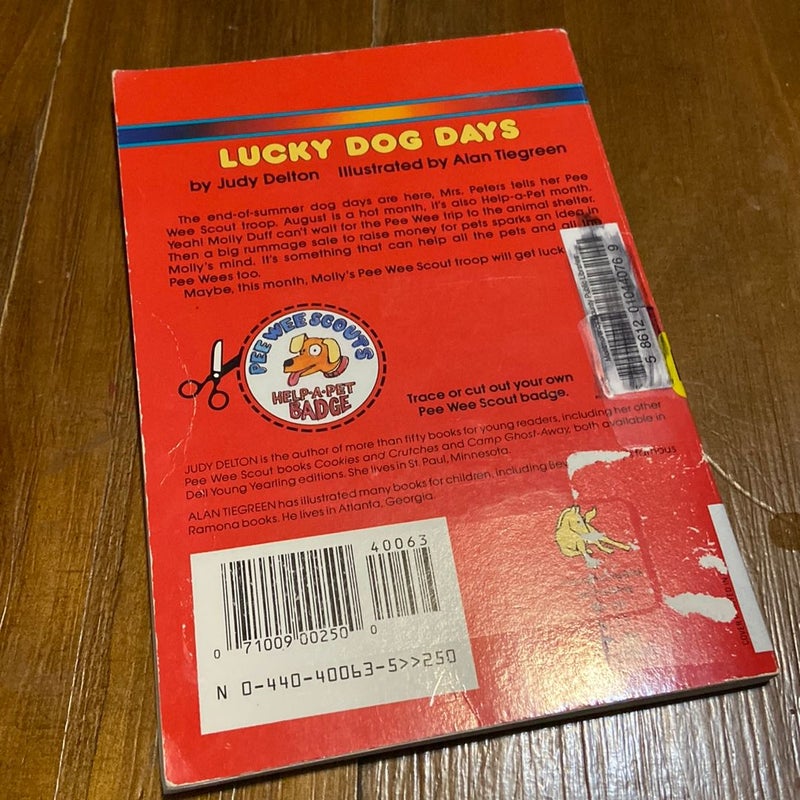 LUCKY DOG DAYS
by Judy Delton Illustrated by Alan Tiegreen
The end-of-summer dog days are here, Mrs. Peters tells her Pee
Wee Scout troop. August is a hot month. It's also Help-a-Pet month.
Yeah! Molly Duff can't wait for the Pee Wee trip to the animal shelter.
Then a big rummage sale to raise money for pets sparks an idea in
Molly's mind. It's something that can help all the pets and all the
Pee Wees too.
Maybe, this month, Molly's Pee Wee Scout troop will get luck
5 8612 01044076 9
PEE WEE SCOUTS
HELP-A-PET
BADGE
Trace or cut out your own
Pee Wee Scout badge.
JUDY DELTON is the author of more than fifty books for young readers, including her other
Pee Wee Scout books Cookies and Crutches and Camp Ghost-Away, both available in
Dell Young Yearling editions. She lives in St. Paul, Minnesota.
ALAN TIEGREEN has illustrated many books for children, including
Ramona books. He lives in Atlanta, Georgia.
40063
0 71009 00250 0
N 0-440-40063-5>>250